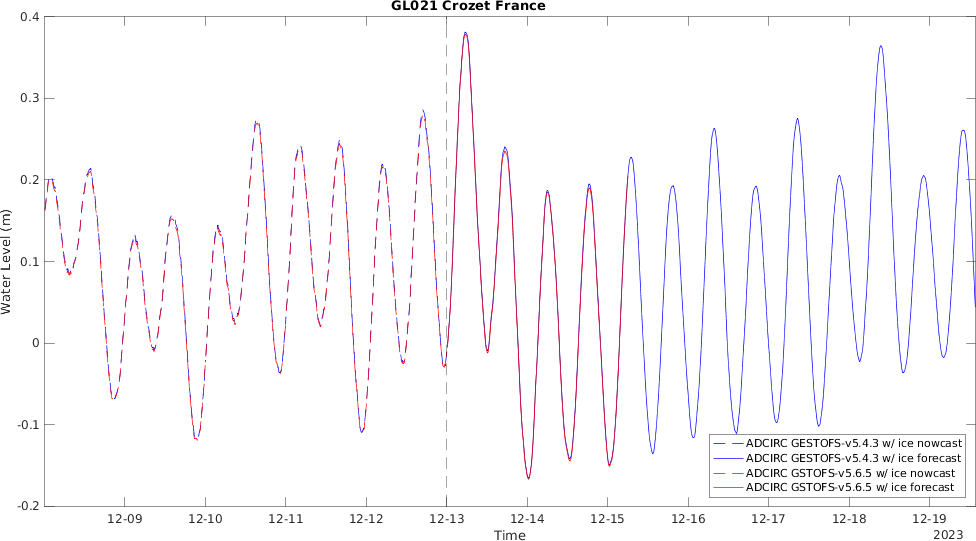 GL021 Crozet France
0.4
0.3
0.2
0.1
0
-0.1
-0.2
Water Level (m)
ADCIRC GESTOFS-v5.4.3 w/ ice nowcast
ADCIRC GESTOFS-v5.4.3 w/ ice forecast
ADCIRC GSTOFS-v5.6.5 w/ ice nowcast
ADCIRC GSTOFS-v5.6.5 w/ ice forecast
12-09 12-10 12-11 12-12 12-13 12-14 12-15 12-16 12-17 12-18 12-19
Time
2023